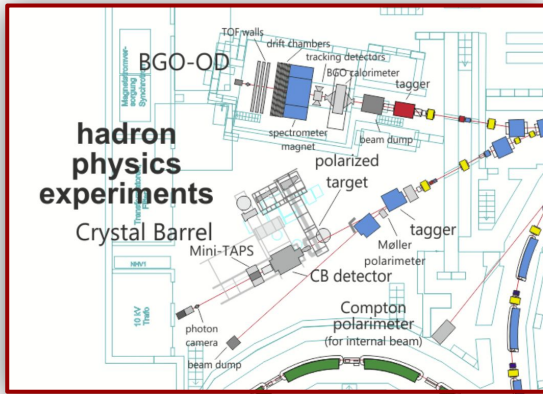 TOF walls
drift chambers
tracking detectors
BGO calorimeter
BGO-OD
tagger
spectrometer
magnet
beam dump
hadron
physics
experiments
polarized
target
Crystal Barrel
Mini-TAPS
tagger
Møller
polarimeter
CB detector
NHV1
10 kV
Trafo
photon
camera
beam dump
Compton
polarimeter
(for internal beam)